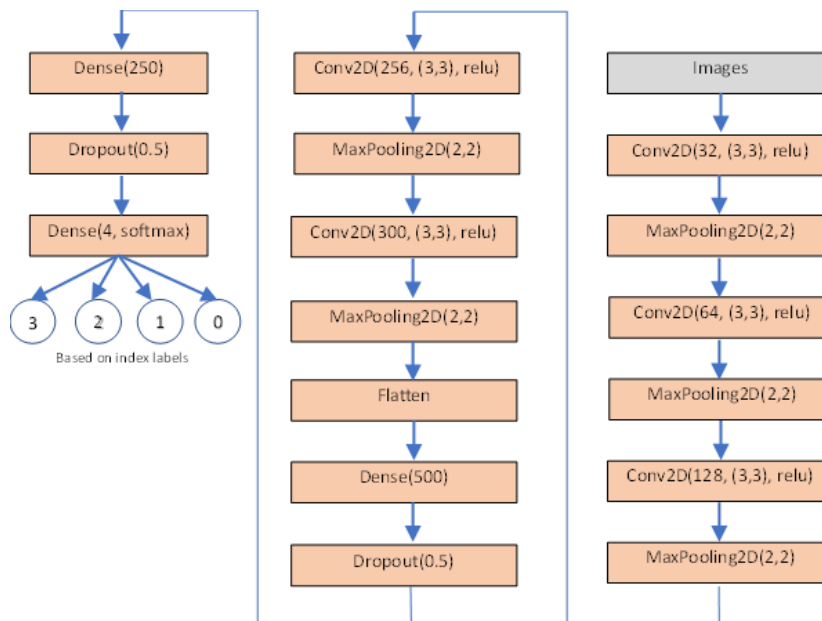 Images
Conv2D(32, (3,3), relu)
MaxPooling2D(2,2)
Conv2D(64, (3,3), relu)
MaxPooling2D(2,2)
Conv2D(128, (3,3), relu)
MaxPooling2D(2,2)
Conv2D(256, (3,3), relu)
MaxPooling2D(2,2)
Conv2D(300, (3,3), relu)
MaxPooling2D(2,2)
Flatten
Dense(500)
Dropout(0.5)
Dense(250)
Dropout(0.5)
Dense(4, softmax)
3 2 1 0
Based on index labels